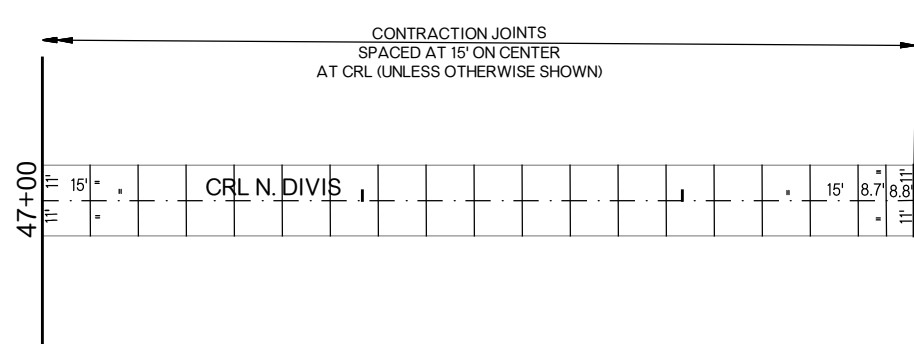 CONTRACTION JOINTS
SPACED AT 15' ON CENTER
AT CRL (UNLESS OTHERWISE SHOWN)
47+00
11'
15'
CRL N. DIVIS
15'
8.7'
8.8'
11'
11'
11'